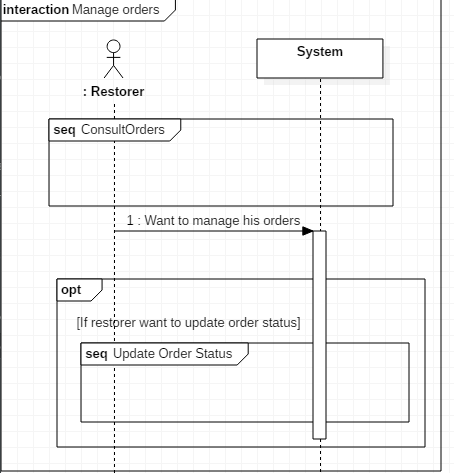 interaction Manage orders
System
: Restorer
seq ConsultOrders
1 : Want to manage his orders
opt
[If restorer want to update order status]
seq Update Order Status